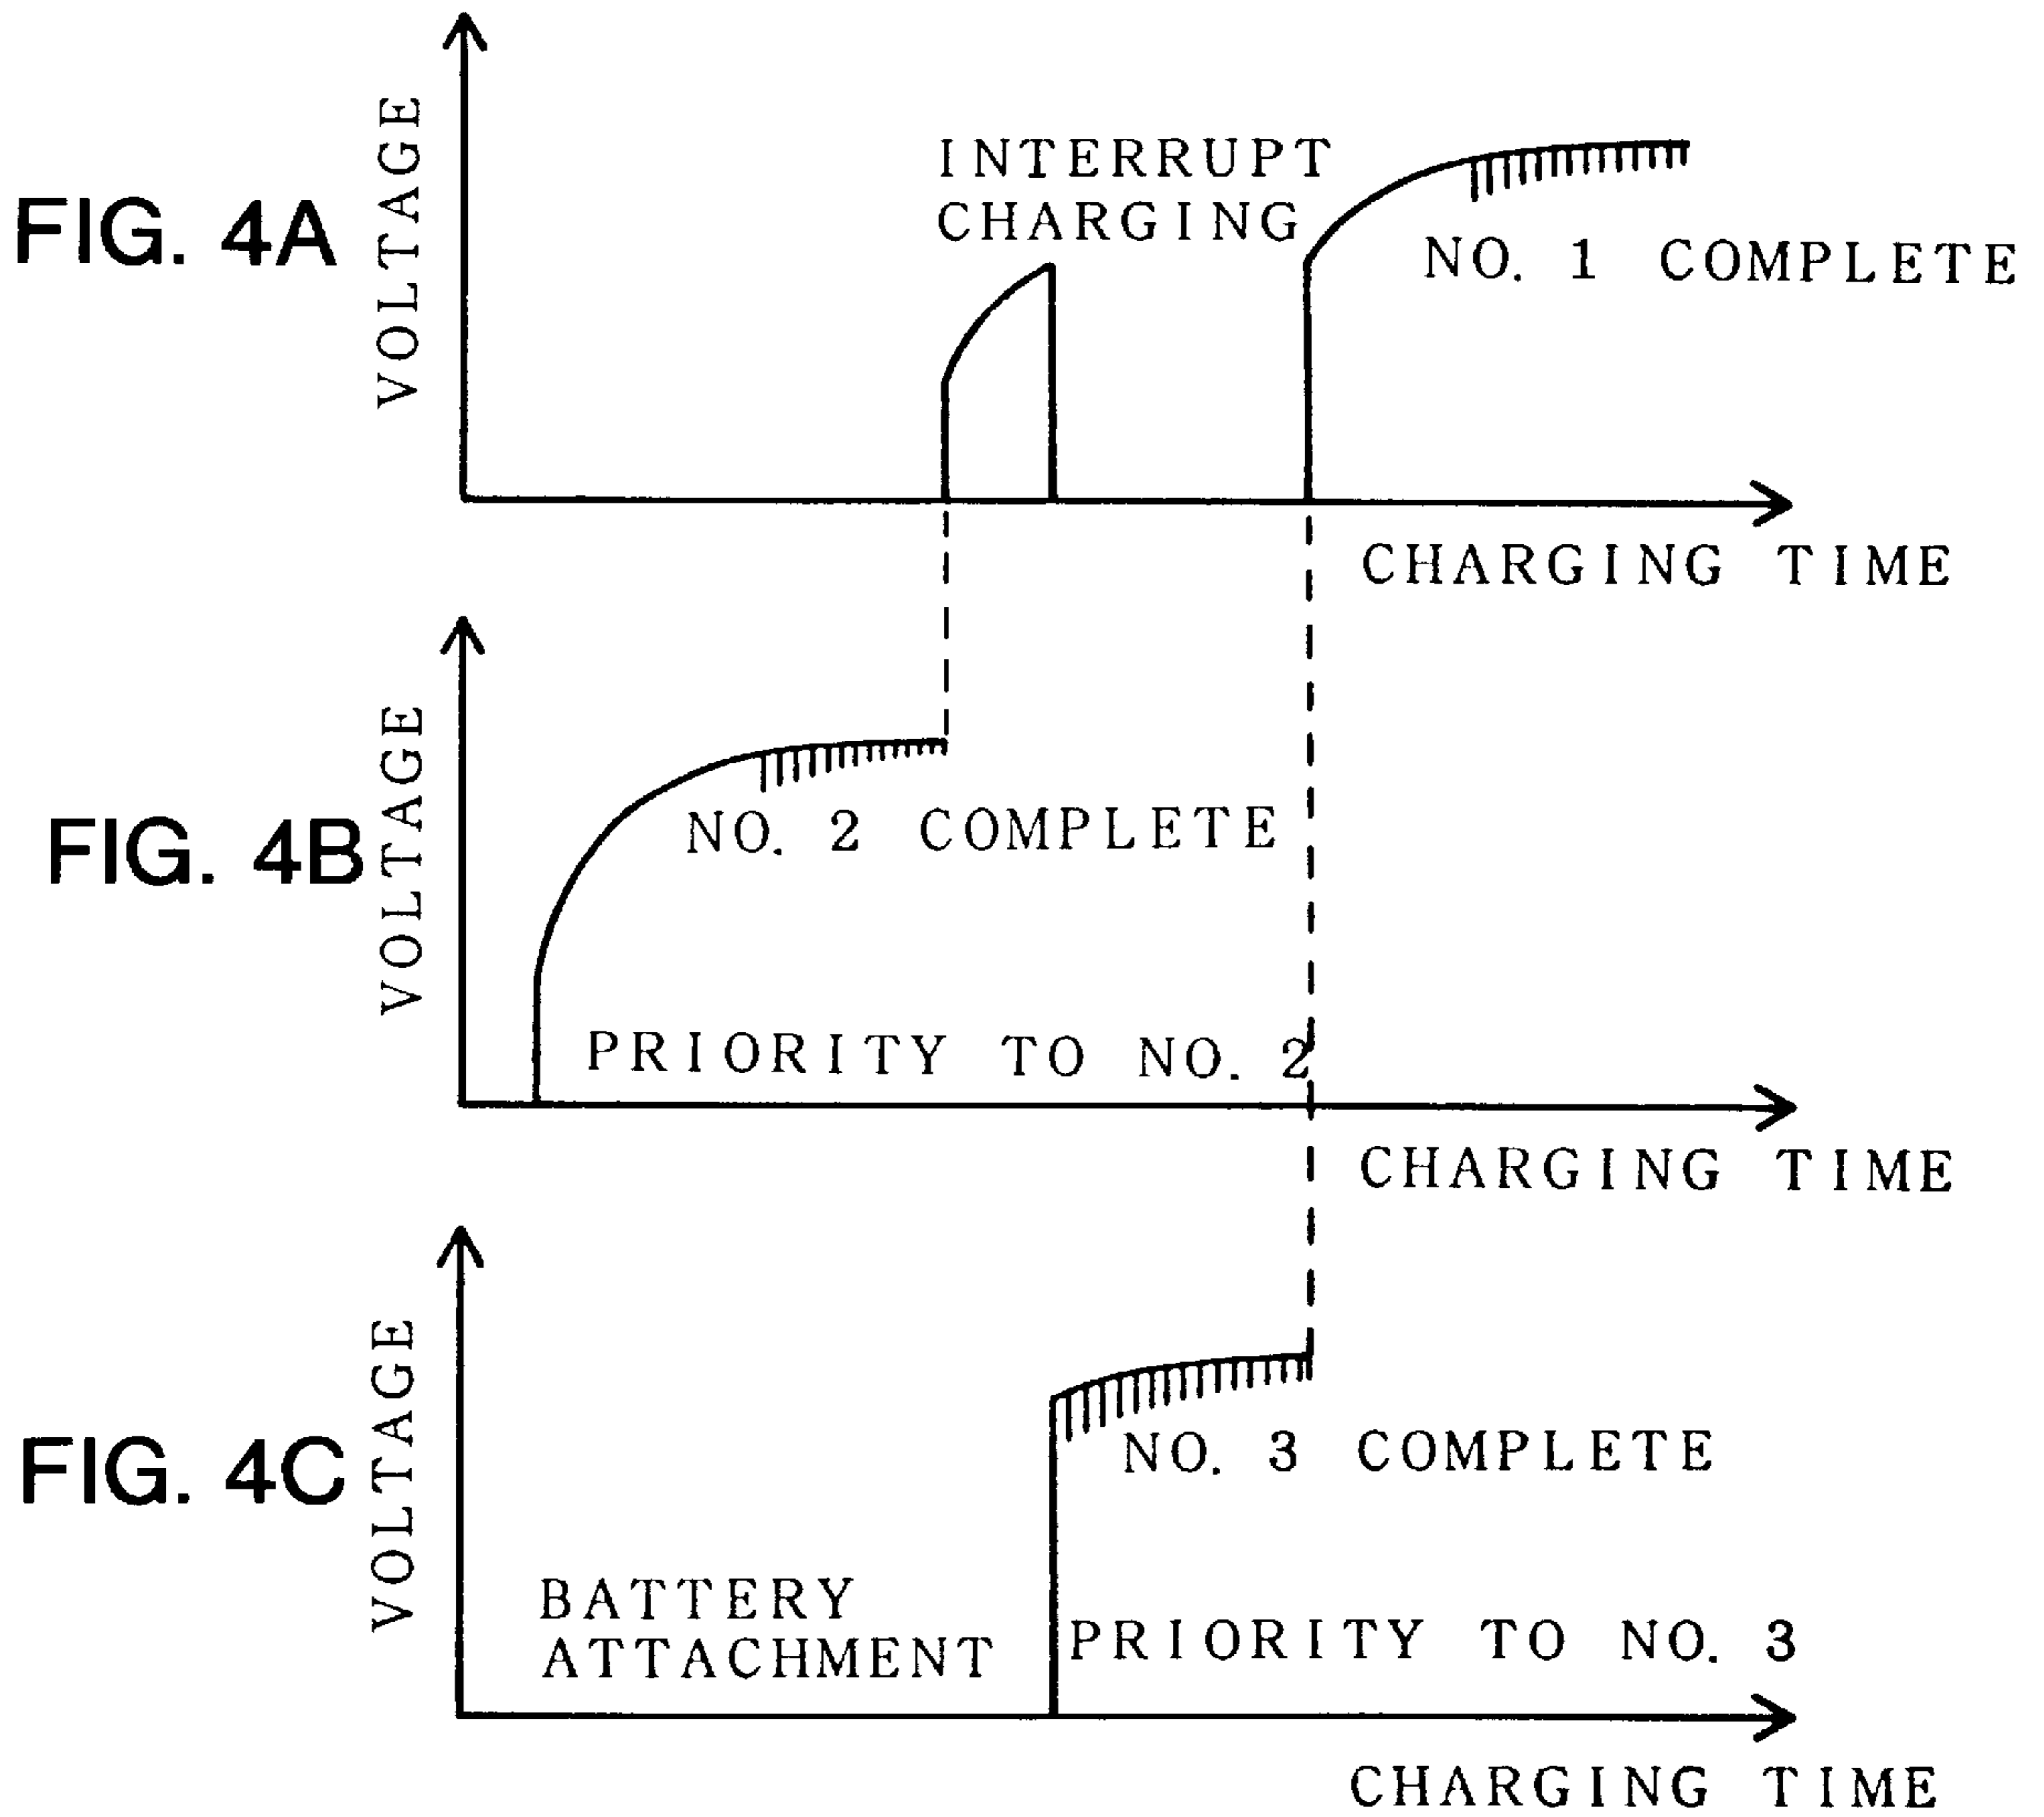 FIG. 4A
VOLTAGE
INTERRUPT
CHARGING
NO. 1 COMPLETE
CHARGING TIME
FIG. 4B
VOLTAGE
NO. 2 COMPLETE
PRIORITY TO NO. 2
CHARGING TIME
FIG. 4C
VOLTAGE
NO. 3 COMPLETE
BATTERY
ATTACHMENT
PRIORITY TO NO. 3
CHARGING TIME